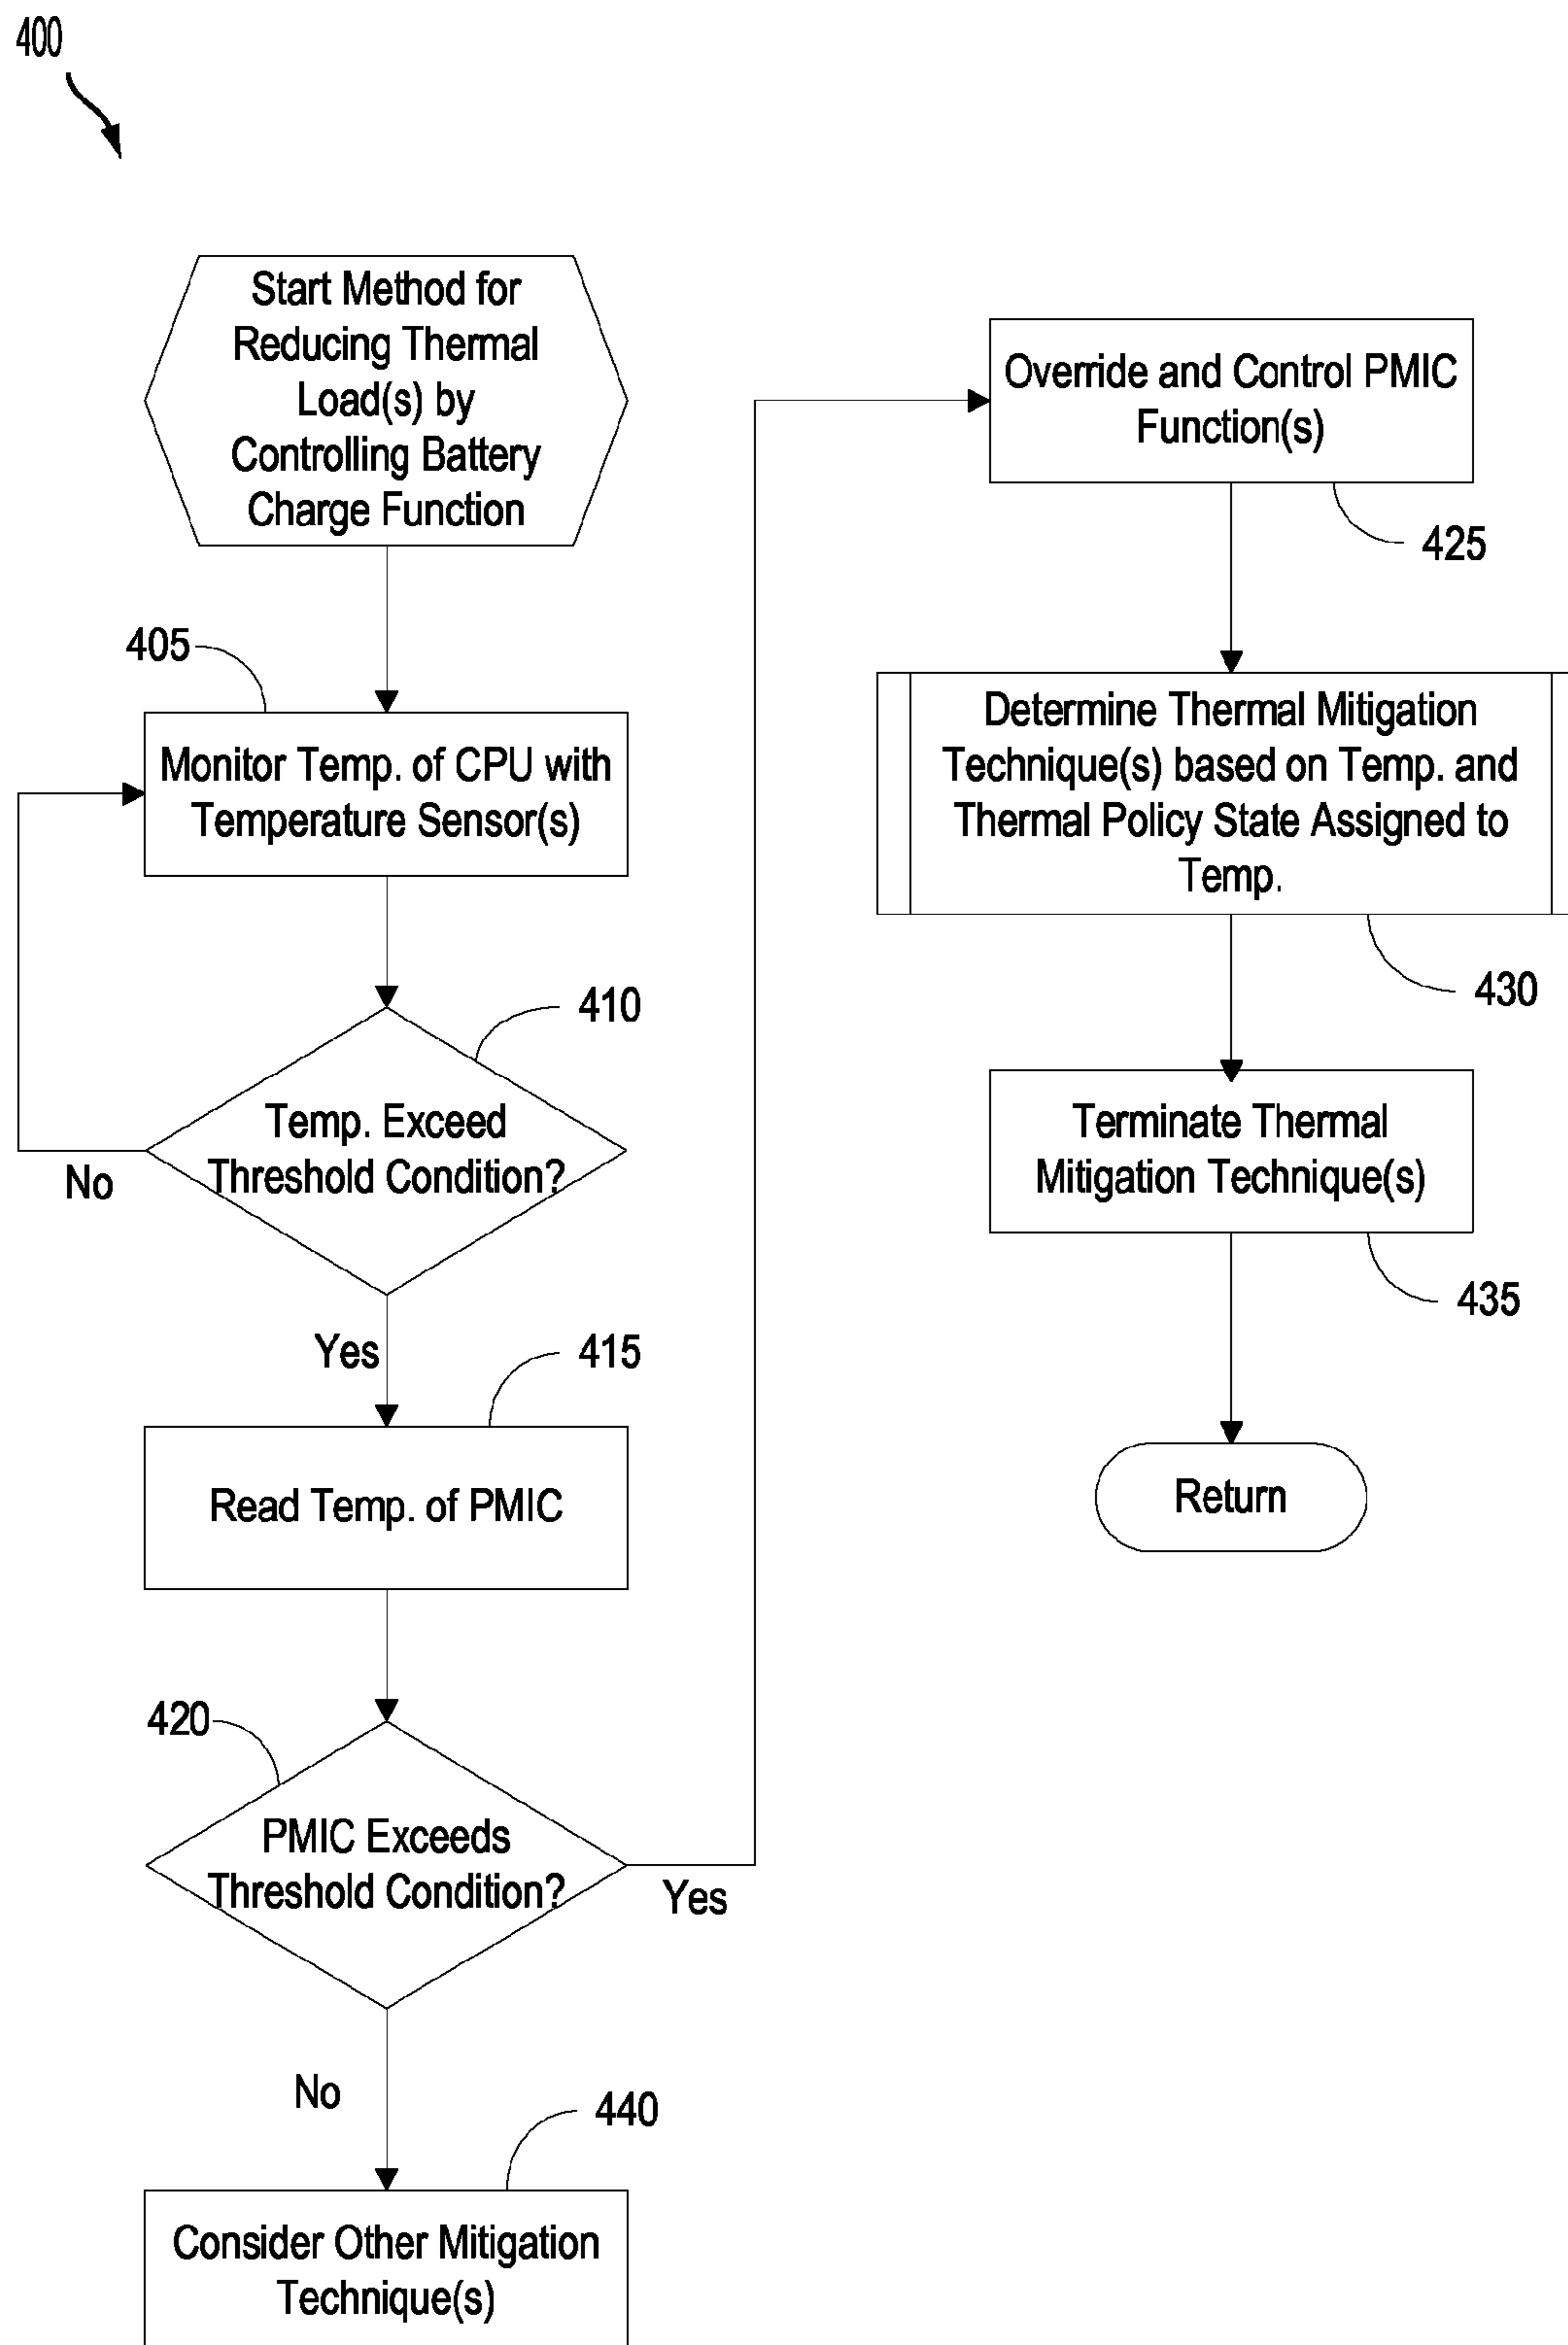 400
Start Method for
Reducing Thermal
Load(s) by
Controlling Battery
Charge Function
405
Monitor Temp. of CPU with
Temperature Sensor(s)
410
Temp. Exceed
Threshold Condition?
No
Yes
415
Read Temp. of PMIC
420
PMIC Exceeds
Threshold Condition?
Yes
No
440
Consider Other Mitigation
Technique(s)
Override and Control PMIC
Function(s)
425
Determine Thermal Mitigation
Technique(s) based on Temp. and
Thermal Policy State Assigned to
Temp.
430
Terminate Thermal
Mitigation Technique(s)
435
Return